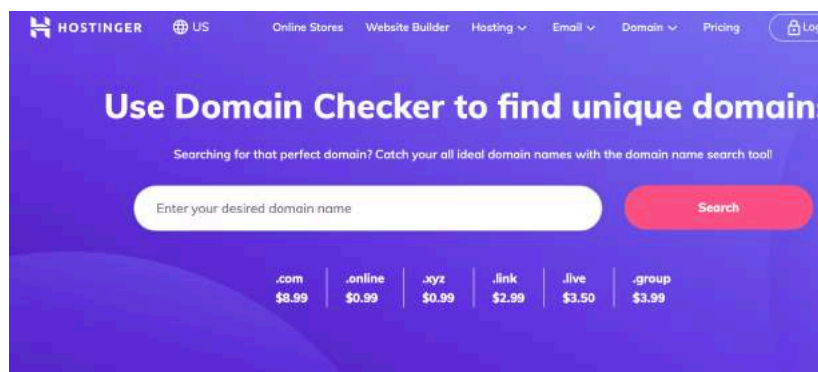 HOSTINGER US Online Stores Website Builder Hosting Email Domain Pricing Log
Use Domain Checker to find unique domains
Searching for that perfect domain? Catch your all ideal domain names with the domain name search tool!
Enter your desired domain name Search
.com .online .xyz .link .live .group
$8.99 $0.99 $0.99 $2.99 $3.50 $3.99